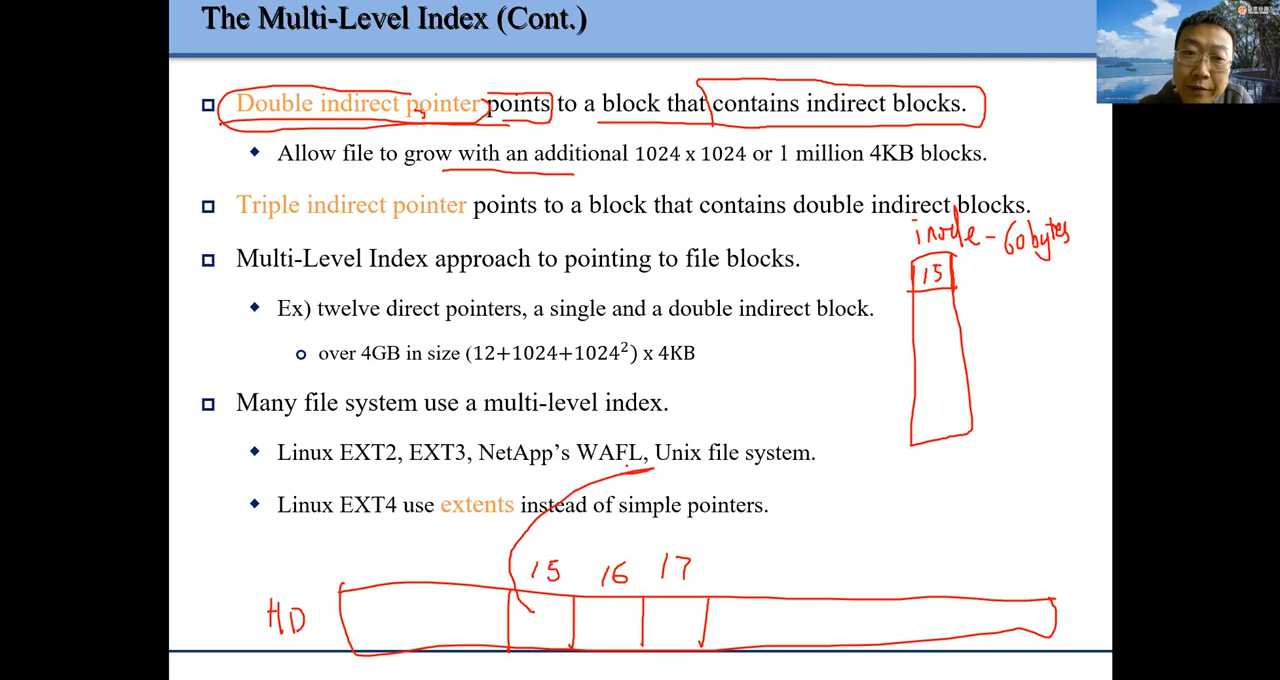 The Multi-Level Index (Cont.)
Double indirect pointer points to a block that contains indirect blocks.
Allow file to grow with an additional 1024 x 1024 or 1 million 4KB blocks.
Triple indirect pointer points to a block that contains double indirect blocks.
inode - 60bytes
15
Multi-Level Index approach to pointing to file blocks.
Ex) twelve direct pointers, a single and a double indirect block.
over 4GB in size (12+1024+1024²) x 4KB
Many file system use a multi-level index.
Linux EXT2, EXT3, NetApp's WAFL, Unix file system.
Linux EXT4 use extents instead of simple pointers.
15 16 17
HD